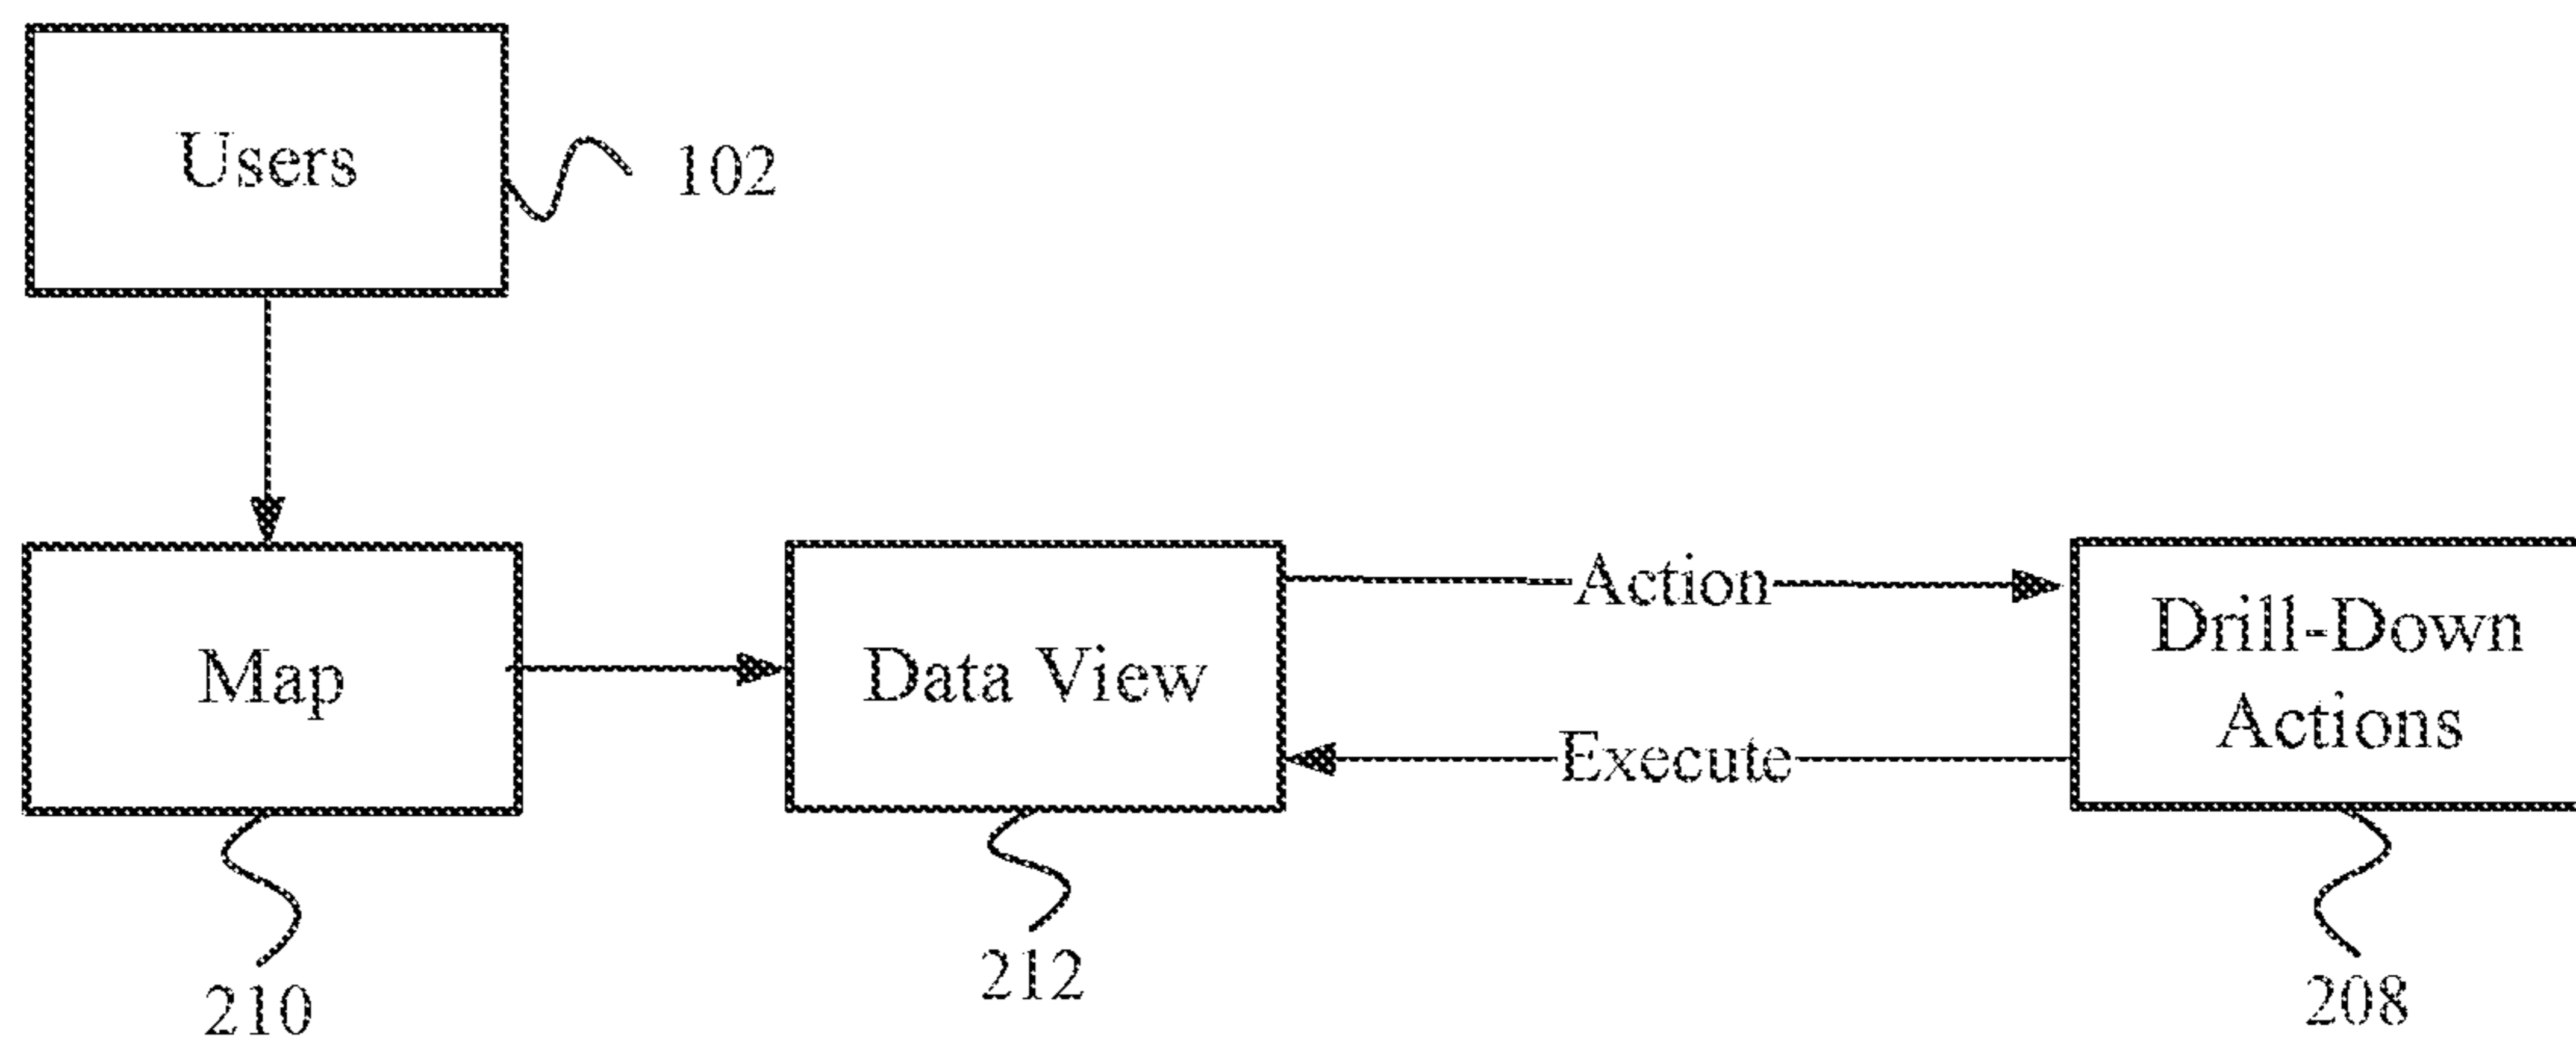 Users
102
Map
Data View
Action
Execute
Drill-Down
Actions
210
212
208